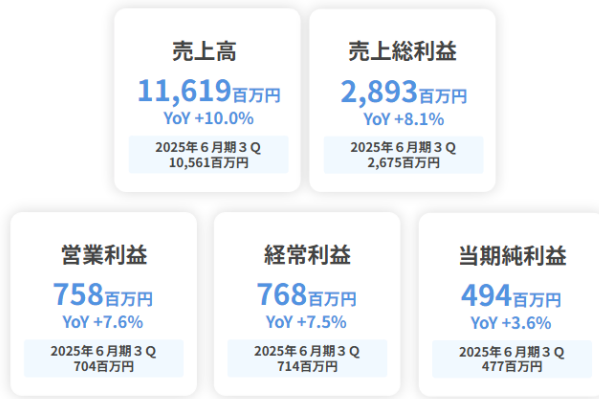 売上高
11,619百万円
YoY +10.0%
2025年６月期３Ｑ
10,561百万円
売上総利益
2,893百万円
YoY +8.1%
2025年６月期３Ｑ
2,675百万円
営業利益
758百万円
YoY +7.6%
2025年６月期３Ｑ
704百万円
経常利益
768百万円
YoY +7.5%
2025年６月期３Ｑ
714百万円
当期純利益
494百万円
YoY +3.6%
2025年６月期３Ｑ
477百万円